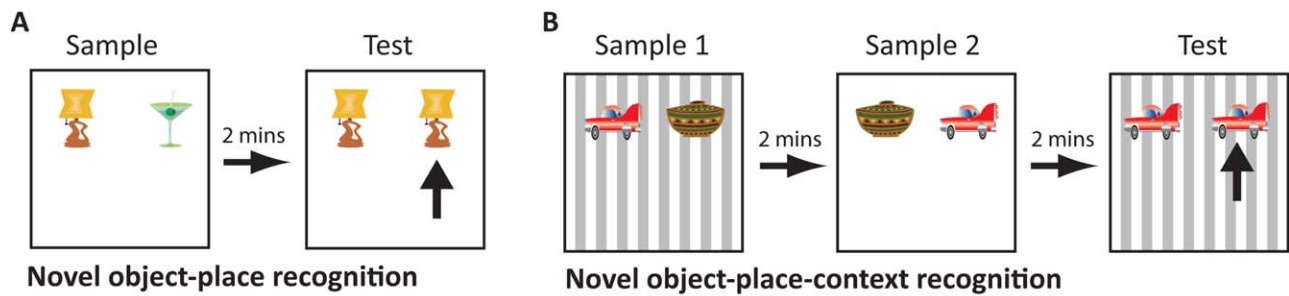 A
Sample
Test
2 mins
Novel object-place recognition
B
Sample 1
Sample 2
Test
2 mins
2 mins
Novel object-place-context recognition